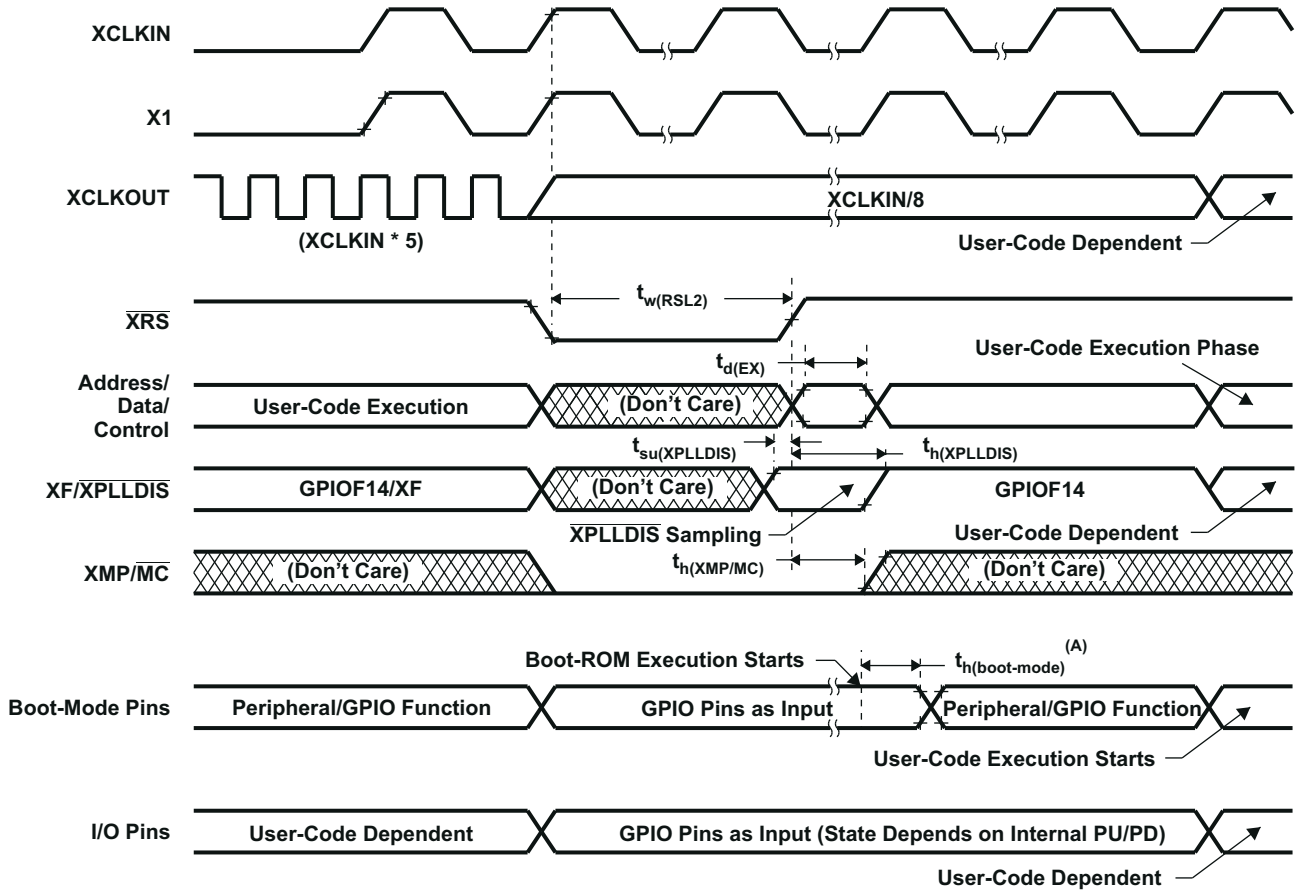 XCLKIN
X1
XCLKOUT
XCLKIN/8
(XCLKIN * 5)
User-Code Dependent
tw(RSL2)
XRS
User-Code Execution Phase
td(EX)
Address/
Data/
Control
User-Code Execution
(Don't Care)
tsu(XPLLDIS)
th(XPLLDIS)
XF/XPLLDIS
GPIOF14/XF
(Don't Care)
GPIOF14
XPLLDIS Sampling
User-Code Dependent
XMP/MC
(Don't Care)
th(XMP/MC)
(Don't Care)
Boot-ROM Execution Starts
th(boot-mode)(A)
Boot-Mode Pins
Peripheral/GPIO Function
GPIO Pins as Input
Peripheral/GPIO Function
User-Code Execution Starts
I/O Pins
User-Code Dependent
GPIO Pins as Input (State Depends on Internal PU/PD)
User-Code Dependent